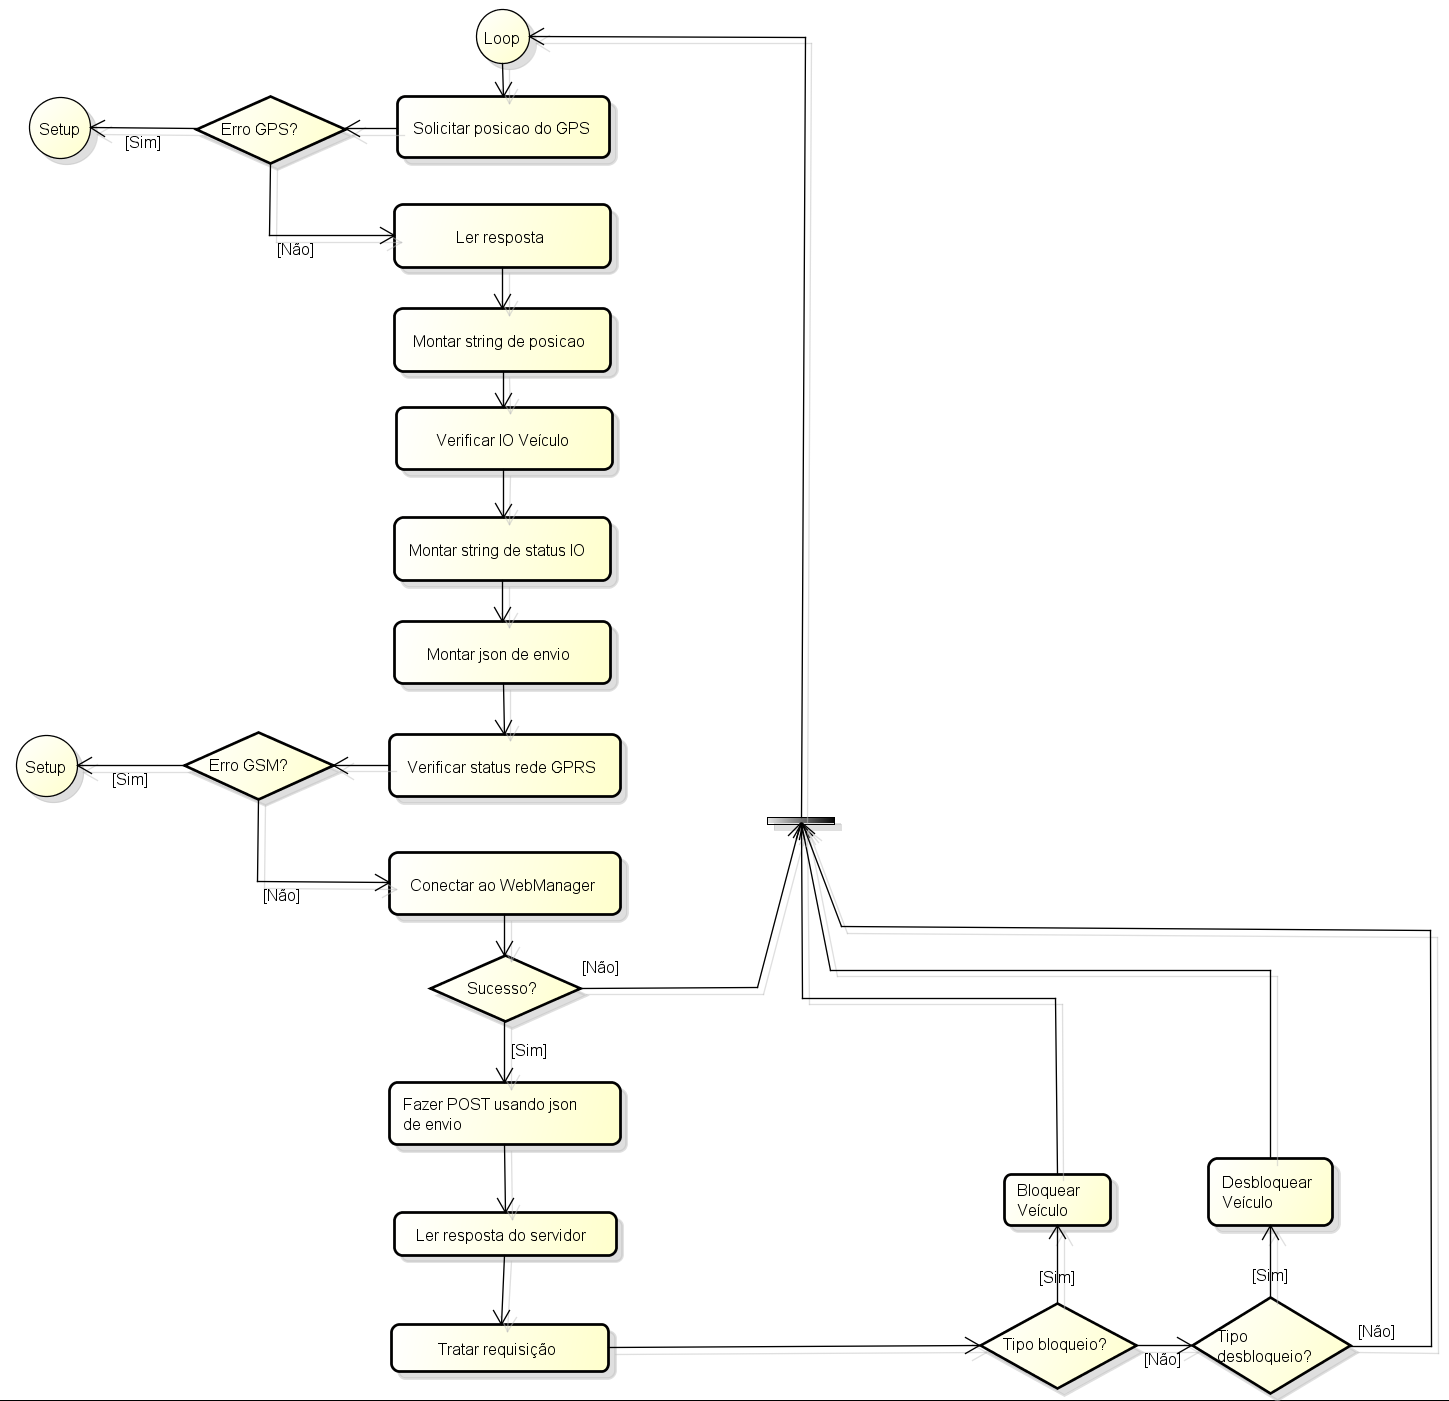 Loop
Solicitar posicao do GPS
Erro GPS?
[Sim]
Setup
[Não]
Ler resposta
Montar string de posicao
Verificar IO Veículo
Montar string de status IO
Montar json de envio
Verificar status rede GPRS
Erro GSM?
[Sim]
Setup
[Não]
Conectar ao WebManager
Sucesso?
[Não]
[Sim]
Fazer POST usando json
de envio
Ler resposta do servidor
Tratar requisição
Tipo bloqueio?
[Sim]
Bloquear
Veículo
[Não]
Tipo
desbloqueio?
[Sim]
Desbloquear
Veículo
[Não]